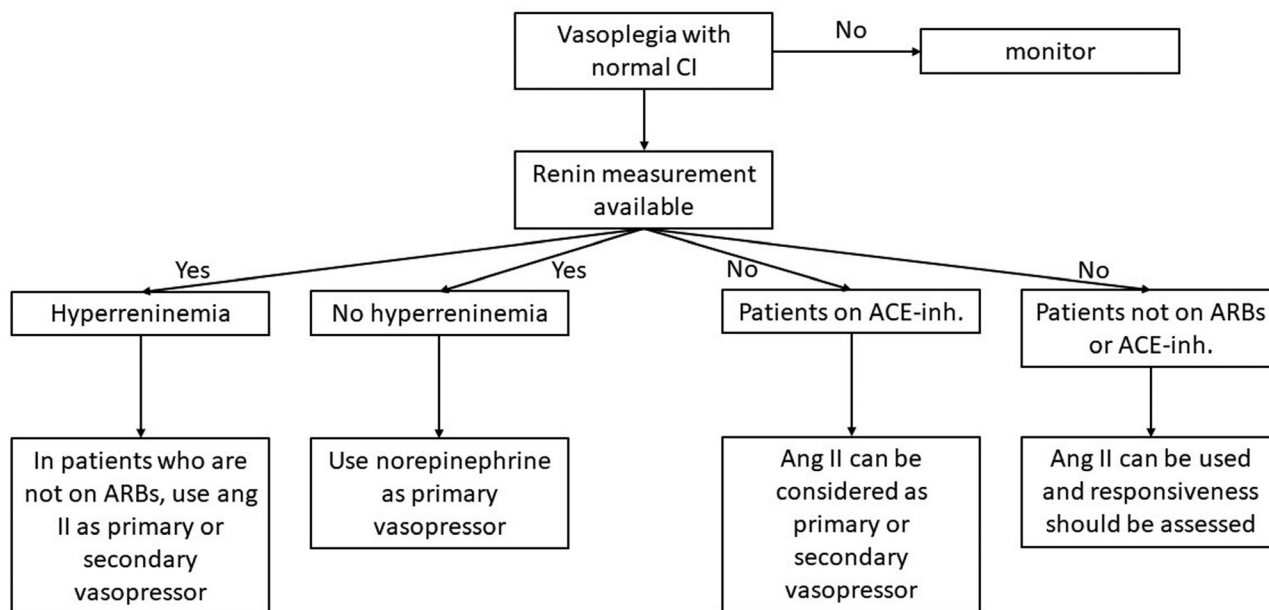 Vasoplegia with
normal CI
No
monitor
Renin measurement
available
Yes
Yes
No
No
Hyperreninemia
No hyperreninemia
Patients on ACE-inh.
Patients not on ARBs
or ACE-inh.
In patients who are
not on ARBs, use ang
II as primary or
secondary
vasopressor
Use norepinephrine
as primary
vasopressor
Ang II can be
considered as
primary or
secondary
vasopressor
Ang II can be used
and responsiveness
should be assessed